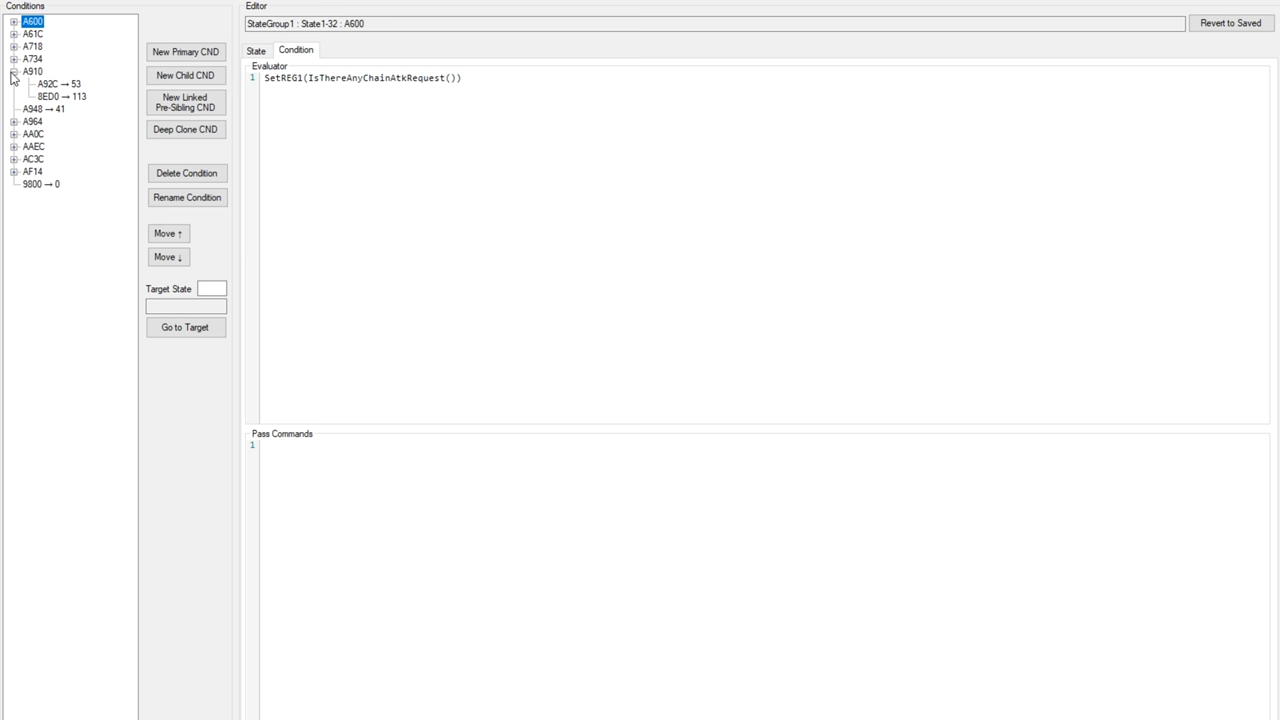 Conditions
A600
A61C
A718
A734
A910
A92C → 53
8ED0 → 113
A948 → 41
A964
AA0C
AAEC
AC3C
AF14
9800 → 0
New Primary CND
New Child CND
New Linked
Pre-Sibling CND
Deep Clone CND
Delete Condition
Rename Condition
Move ↑
Move ↓
Target State
Go to Target
Editor
StateGroup1 : State1-32 : A600
Revert to Saved
State
Condition
Evaluator
1 SetREG1(IsThereAnyChainAtkRequest())
Pass Commands
1